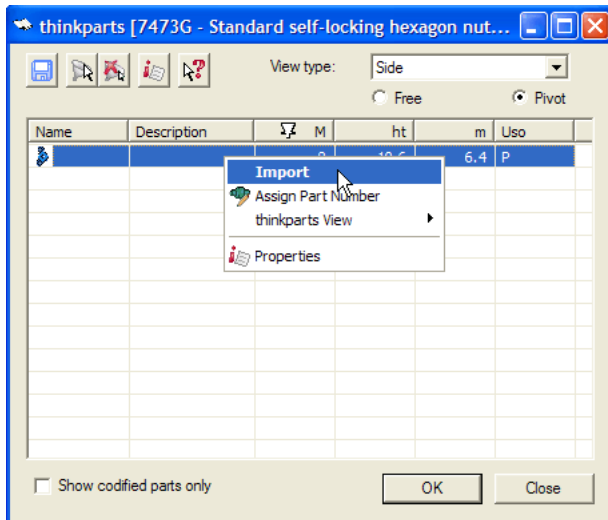 thinkparts [7473G - Standard self-locking hexagon nut...
View type: Side
Free Pivot
Name Description M ht m Uso
6.4 P
Import
Assign Part Number
thinkparts View
Properties
Show codified parts only OK Close